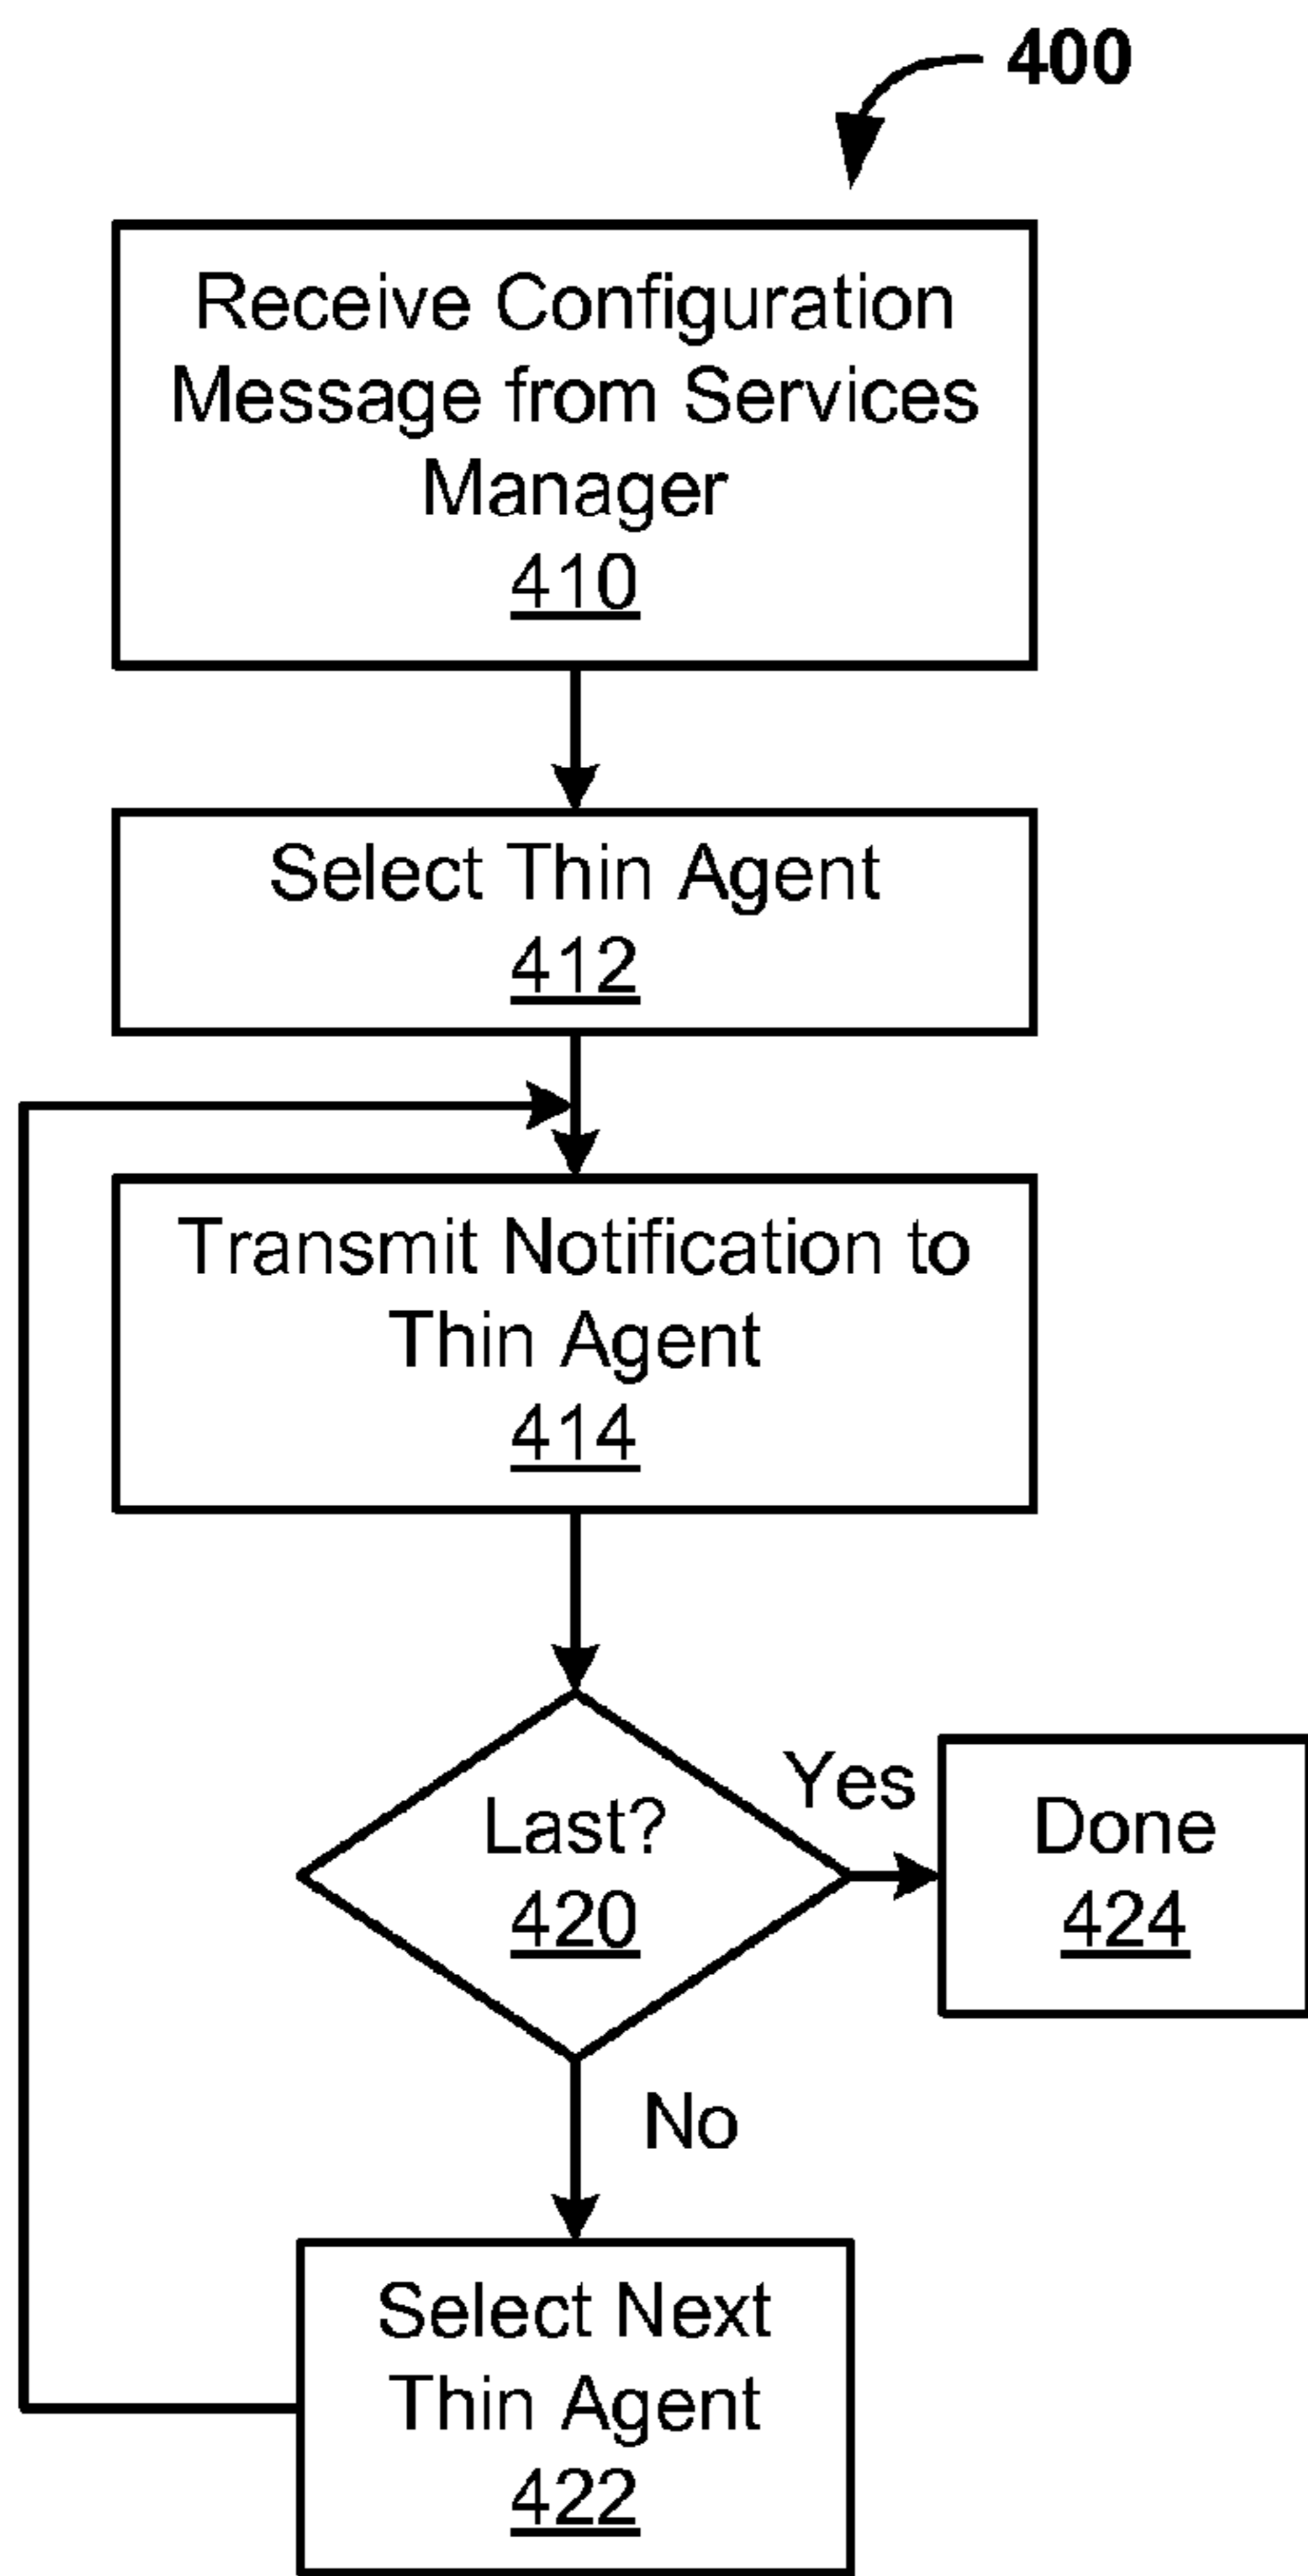 400
Receive Configuration
Message from Services
Manager
410
Select Thin Agent
412
Transmit Notification to
Thin Agent
414
Last?
420
Yes
Done
424
No
Select Next
Thin Agent
422